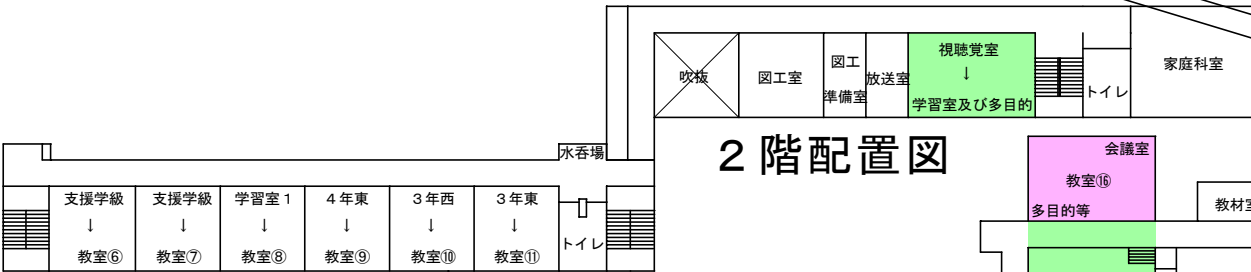 吹抜
図工室
図工
準備室
放送室
視聴覚室
↓
学習室及び多目的
トイレ
家庭科室
2階配置図
水呑場
会議室
教室⑯
多目的等
教材室
支援学級
↓
教室⑥
支援学級
↓
教室⑦
学習室1
↓
教室⑧
4年東
↓
教室⑨
3年西
↓
教室⑩
3年東
↓
教室⑪
トイレ